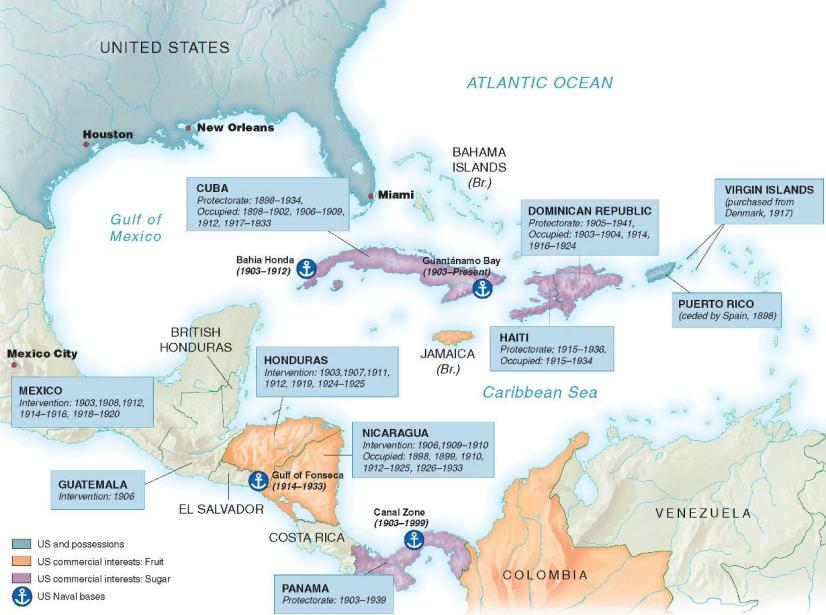 UNITED STATES
ATLANTIC OCEAN
Houston
New Orleans
Miami
BAHAMA
ISLANDS
(Br.)
Gulf of
Mexico
CUBA
Protectorate: 1898–1934,
Occupied: 1898–1902, 1906–1909,
1912, 1917–1933
DOMINICAN REPUBLIC
Protectorate: 1905–1941,
Occupied: 1903–1904, 1914,
1916–1924
VIRGIN ISLANDS
(purchased from
Denmark, 1917)
Bahia Honda
(1903–1912)
Guantánamo Bay
(1903–Present)
PUERTO RICO
(ceded by Spain, 1898)
HAITI
Protectorate: 1915–1936,
Occupied: 1915–1934
JAMAICA
(Br.)
Caribbean Sea
BRITISH
HONDURAS
Mexico City
MEXICO
Intervention: 1903,1908,1912,
1914–1916, 1918–1920
HONDURAS
Intervention: 1903,1907,1911,
1912, 1919, 1924–1925
NICARAGUA
Intervention: 1906,1909–1910
Occupied: 1898, 1899, 1910,
1912–1925, 1926–1933
GUATEMALA
Intervention: 1906
Gulf of Fonseca
(1914–1933)
EL SALVADOR
COSTA RICA
Canal Zone
(1903–1999)
VENEZUELA
COLOMBIA
PANAMA
Protectorate: 1903–1939
US and possessions
US commercial interests: Fruit
US commercial interests: Sugar
US Naval bases